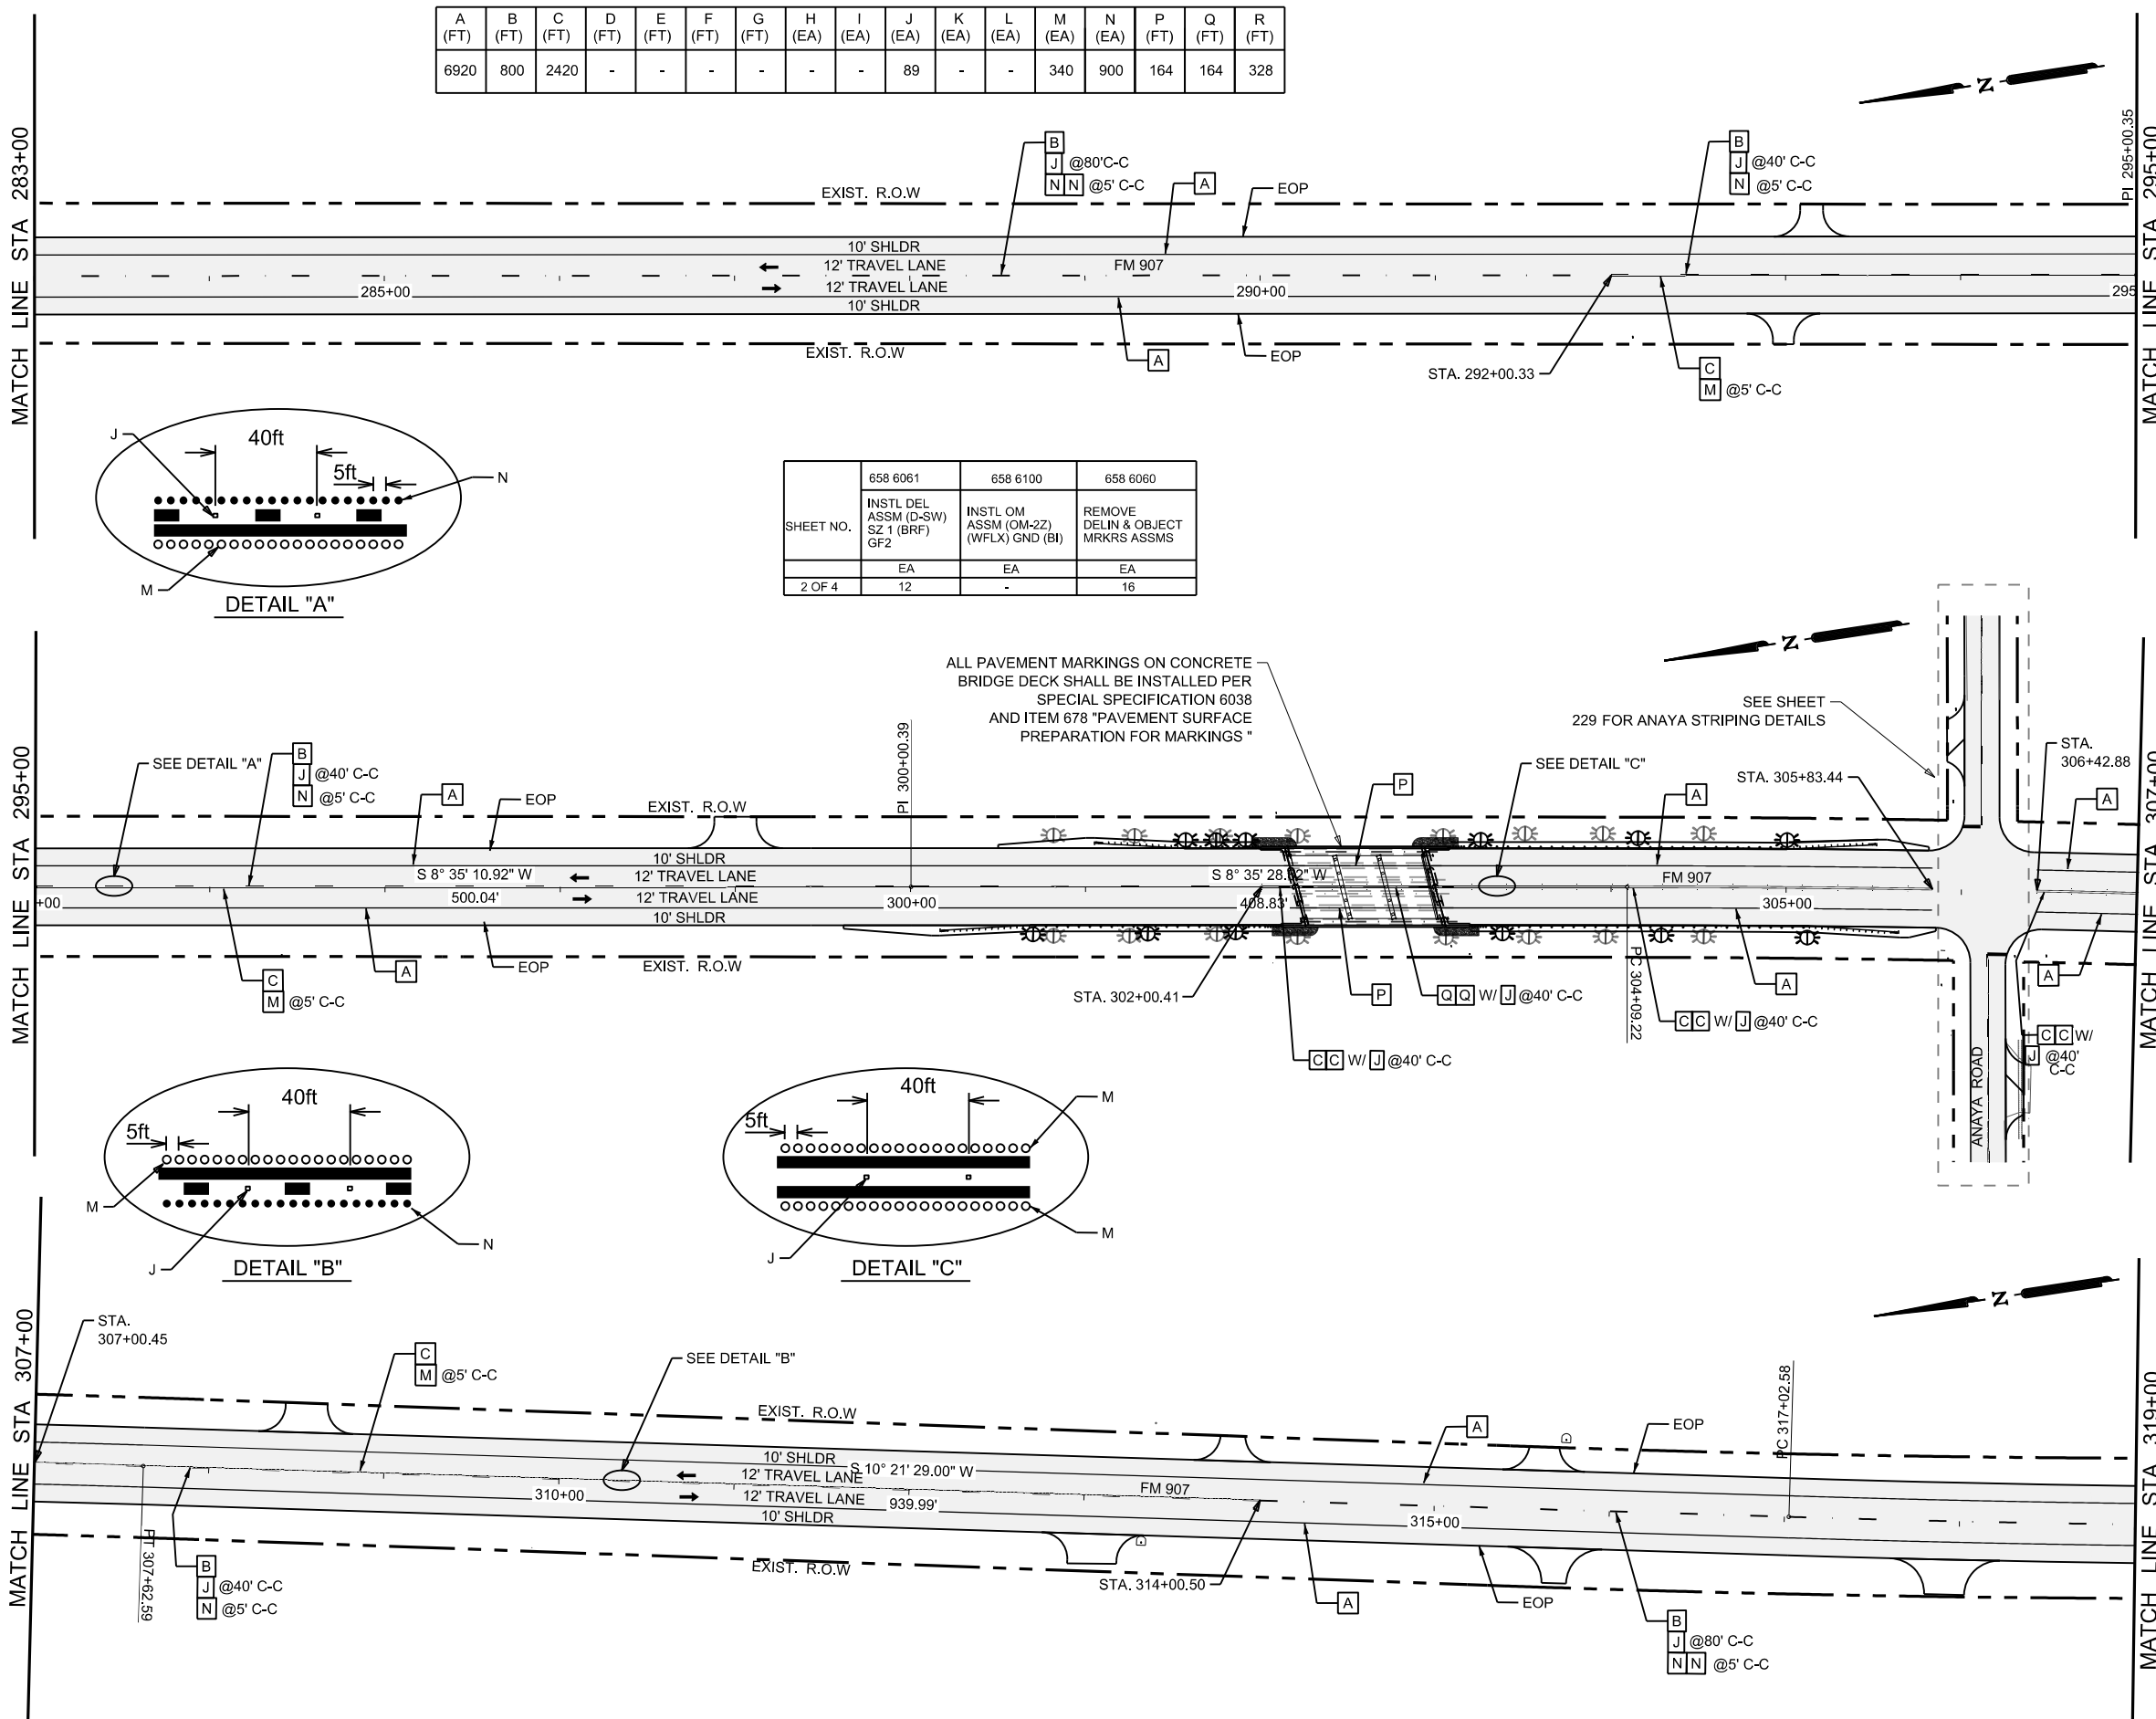 A (FT) B (FT) C (FT) D (FT) E (FT) F (FT) G (FT) H (EA) I (EA) J (EA) K (EA) L (EA) M (EA) N (EA) P (FT) Q (FT) R (FT)
6920 800 2420 - - - - - - 89 - - 340 900 164 164 328
Z
MATCH LINE STA 283+00
MATCH LINE STA 295+00
PI 295+00.35
B
J @80'C-C
N N @5' C-C
A
EOP
B
J @40' C-C
N @5' C-C
EXIST. R.O.W
10' SHLDR
12' TRAVEL LANE
FM 907
12' TRAVEL LANE
10' SHLDR
285+00
290+00
295
EXIST. R.O.W
A
EOP
STA. 292+00.33
C
M @5' C-C
J
40ft
5ft
N
M
DETAIL "A"
SHEET NO.
658 6061
658 6100
658 6060
INSTL DEL
ASSM (D-SW)
SZ 1 (BRF)
GF2
INSTL OM
ASSM (OM-2Z)
(WFLX) GND (BI)
REMOVE
DELIN & OBJECT
MRKRS ASSMS
EA EA EA
2 OF 4 12 - 16
Z
MATCH LINE STA 295+00
MATCH LINE STA 307+00
ALL PAVEMENT MARKINGS ON CONCRETE
BRIDGE DECK SHALL BE INSTALLED PER
SPECIAL SPECIFICATION 6038
AND ITEM 678 "PAVEMENT SURFACE
PREPARATION FOR MARKINGS "
SEE SHEET
229 FOR ANAYA STRIPING DETAILS
SEE DETAIL "A"
B
J @40' C-C
N @5' C-C
A
EOP
EXIST. R.O.W
PI 300+00.39
P
SEE DETAIL "C"
A
STA. 305+83.44
STA.
306+42.88
A
10' SHLDR
S 8° 35' 10.92" W
12' TRAVEL LANE
500.04'
12' TRAVEL LANE
10' SHLDR
+00
300+00
S 8° 35' 28.62" W
408.83'
FM 907
305+00
C
M @5' C-C
A
EOP
EXIST. R.O.W
STA. 302+00.41
P
Q Q W/ J @40' C-C
C C W/ J @40' C-C
PC 304+09.22
C C W/ J @40' C-C
A
A
C C W/
J @40'
C-C
ANAYA ROAD
40ft
5ft
M
J
N
DETAIL "B"
40ft
5ft
M
J
M
DETAIL "C"
Z
MATCH LINE STA 307+00
MATCH LINE STA 319+00
STA.
307+00.45
C
M @5' C-C
SEE DETAIL "B"
EXIST. R.O.W
A
EOP
PC 317+02.58
10' SHLDR
S 10° 21' 29.00" W
12' TRAVEL LANE
12' TRAVEL LANE
939.99'
10' SHLDR
FM 907
310+00
315+00
PT 307+62.59
B
J @40' C-C
N @5' C-C
EXIST. R.O.W
STA. 314+00.50
A
EOP
B
J @80' C-C
N N @5' C-C